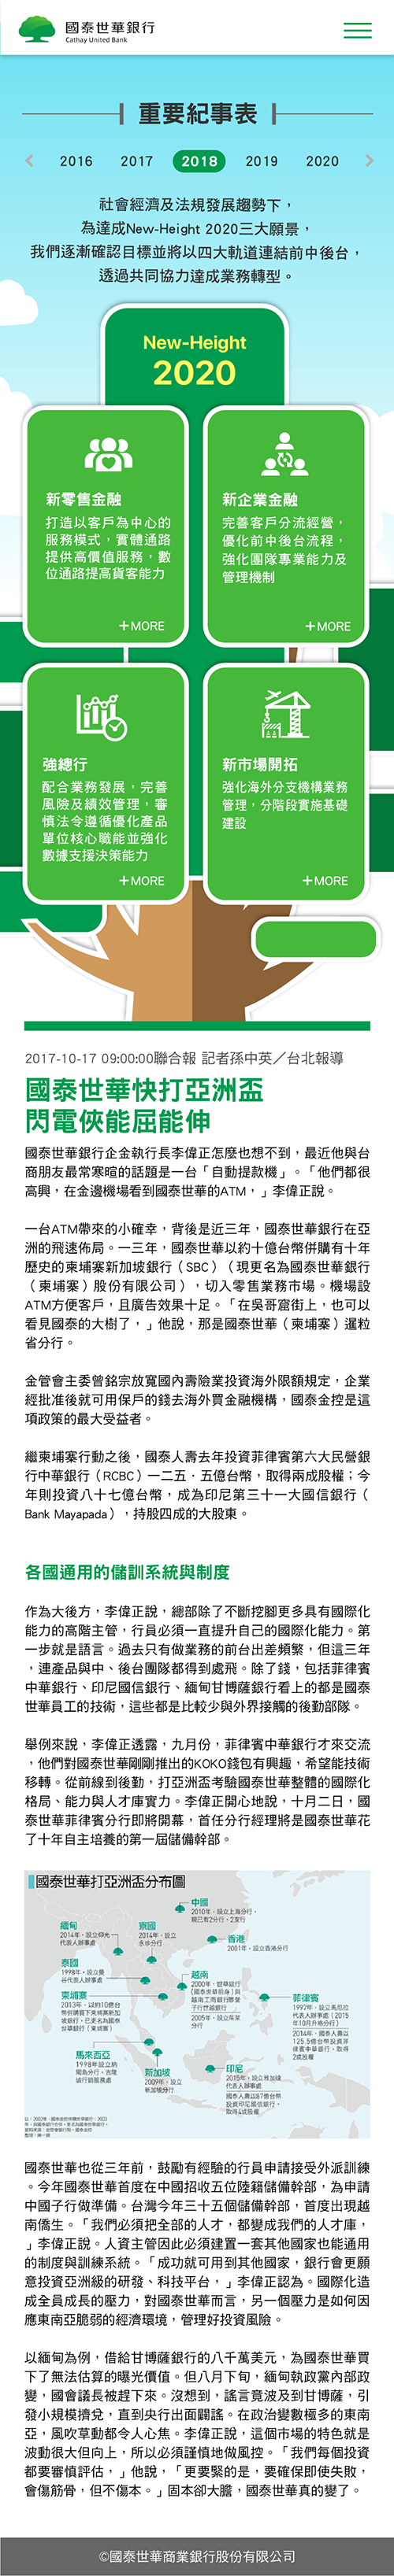 國泰世華銀行
Cathay United Bank
重要紀事表
2016 2017 2018 2019 2020
社會經濟及法規發展趨勢下，
為達成New-Height 2020三大願景，
我們逐漸確認目標並將以四大軌道連結前中後台，
透過共同協力達成業務轉型。
New-Height
2020
新零售金融
打造以客戶為中心的
服務模式，實體通路
提供高價值服務，數
位通路提高貨客能力
＋MORE
新企業金融
完善客戶分流經營，
優化前中後台流程，
強化團隊專業能力及
管理機制
＋MORE
強總行
配合業務發展，完善
風險及績效管理，審
慎法令遵循優化產品
單位核心職能並強化
數據支援決策能力
＋MORE
新市場開拓
強化海外分支機構業務
管理，分階段實施基礎
建設
＋MORE
2017-10-17 09:00:00聯合報 記者孫中英／台北報導
國泰世華快打亞洲盃
閃電俠能屈能伸
國泰世華銀行企金執行長李偉正怎麼也想不到，最近他與台
商朋友最常寒暄的話題是一台「自動提款機」。「他們都很
高興，在金邊機場看到國泰世華的ATM，」李偉正說。
一台ATM帶來的小確幸，背後是近三年，國泰世華銀行在亞
洲的飛速佈局。一三年，國泰世華以約十億台幣併購有十年
歷史的柬埔寨新加坡銀行（SBC）（現更名為國泰世華銀行
（柬埔寨）股份有限公司），切入零售業務市場。機場設
ATM方便客戶，且廣告效果十足。「在吳哥窟街上，也可以
看見國泰的大樹了，」他說，那是國泰世華（柬埔寨）暹粒
省分行。
金管會主委曾銘宗放寬國內壽險業投資海外限額規定，企業
經批准後就可用保戶的錢去海外買金融機構，國泰金控是這
項政策的最大受益者。
繼柬埔寨行動之後，國泰人壽去年投資菲律賓第六大民營銀
行中華銀行（RCBC）一二五．五億台幣，取得兩成股權；今
年則投資八十七億台幣，成為印尼第三十一大國信銀行（
Bank Mayapada），持股四成的大股東。
各國通用的儲訓系統與制度
作為大後方，李偉正說，總部除了不斷挖腳更多具有國際化
能力的高階主管，行員必須一直提升自己的國際化能力。第
一步就是語言。過去只有做業務的前台出差頻繁，但這三年
，連產品與中、後台團隊都得到處飛。除了錢，包括菲律賓
中華銀行、印尼國信銀行、緬甸甘博薩銀行看上的都是國泰
世華員工的技術，這些都是比較少與外界接觸的後勤部隊。
舉例來說，李偉正透露，九月份，菲律賓中華銀行才來交流
，他們對國泰世華剛剛推出的KOKO錢包有興趣，希望能技術
移轉。從前線到後勤，打亞洲盃考驗國泰世華整體的國際化
格局、能力與人才庫實力。李偉正開心地說，十月二日，國
泰世華菲律賓分行即將開幕，首任分行經理將是國泰世華花
了十年自主培養的第一屆儲備幹部。
國泰世華打亞洲盃分布圖
中國
2010年，設立上海分行，
現已有2分行、2支行
緬甸
2014年，設立仰光
代表人辦事處
寮國
2014年，設立
永珍分行
香港
2001年，設立香港分行
泰國
1998年，設立曼
谷代表人辦事處
越南
2000年，世華銀行
(國泰世華前身)與
越南工商銀行聯營
子行世越銀行
2005年，設立茱萊
分行
柬埔寨
2013年，以約10億台
幣併購買下柬埔寨新加
坡銀行，已更名為國泰
世華銀行（柬埔寨）
菲律賓
1997年，設立馬尼拉
代表人辦事處（2015
年10月升格分行）
2014年，國泰人壽以
125.5億台幣投資菲
律賓中華銀行，取得
2成股權
馬來西亞
1998年設立納
閩島分行、吉隆
坡行銷服務處
新加坡
2009年，設立
新加坡分行
印尼
2015年，設立雅加達
代表人辦事處
國泰人壽以87億台幣
投資印尼國信銀行，
取得4成股權
國泰世華也從三年前，鼓勵有經驗的行員申請接受外派訓練
。今年國泰世華首度在中國招收五位陸籍儲備幹部，為申請
中國子行做準備。台灣今年三十五個儲備幹部，首度出現越
南僑生。「我們必須把全部的人才，都變成我們的人才庫，
」李偉正說。人資主管因此必須建置一套其他國家也能通用
的制度與訓練系統。「成功就可用到其他國家，銀行會更願
意投資亞洲級的研發、科技平台，」李偉正認為。國際化造
成全員成長的壓力，對國泰世華而言，另一個壓力是如何因
應東南亞脆弱的經濟環境，管理好投資風險。
以緬甸為例，借給甘博薩銀行的八千萬美元，為國泰世華買
下了無法估算的曝光價值。但八月下旬，緬甸執政黨內部政
變，國會議長被趕下來。沒想到，謠言竟波及到甘博薩，引
發小規模擠兌，直到央行出面闢謠。在政治變數極多的東南
亞，風吹草動都令人心焦。李偉正說，這個市場的特色就是
波動很大但向上，所以必須謹慎地做風控。「我們每個投資
都要審慎評估，」他說，「更要緊的是，要確保即使失敗，
會傷筋骨，但不傷本。」固本卻大膽，國泰世華真的變了。
©國泰世華商業銀行股份有限公司